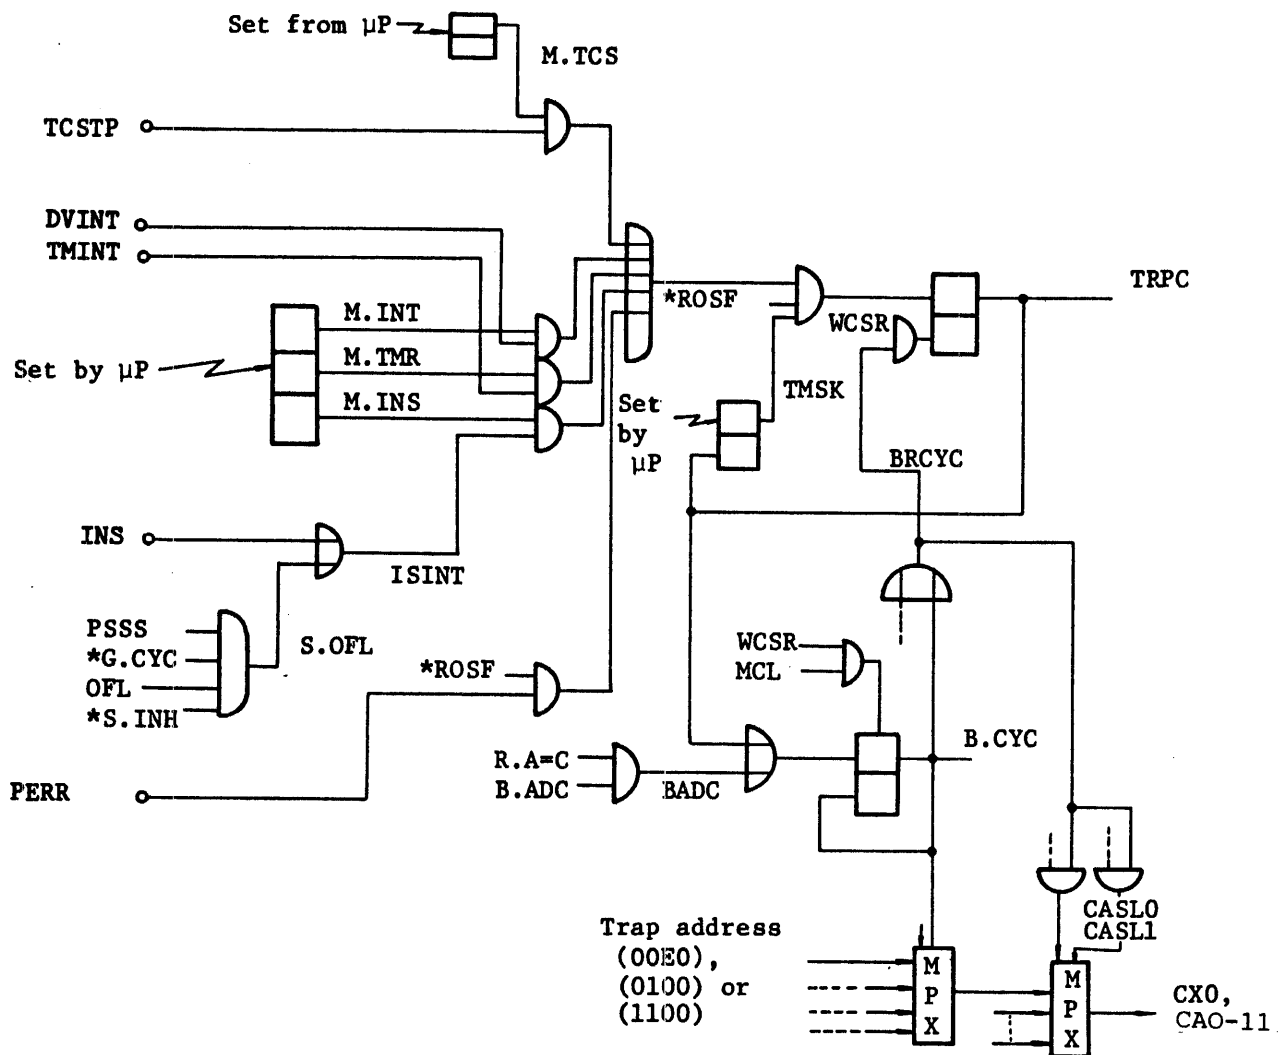 Set from µP
M.TCS
TCSTP
DVINT
TMINT
*ROSF
TRPC
M.INT
WCSR
M.TMR
Set by µP
M.INS
Set
by
µP
TMSK
BRCYC
INS
ISINT
PSSS
*G.CYC
OFL
*S.INH
S.OFL
*ROSF
WCSR
MCL
B.CYC
R.A=C
B.ADC
BADC
PERR
CASL0
CASL1
Trap address
(00E0),
(0100) or
(1100)
M
P
X
M
P
X
CX0,
CAO-11